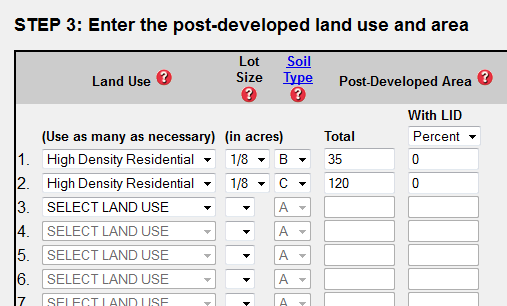 STEP 3: Enter the post-developed land use and area
Land Use ? Lot Size ? Soil Type ? Post-Developed Area ?
With LID
(Use as many as necessary) (in acres) Total Percent
1. High Density Residential 1/8 B 35 0
2. High Density Residential 1/8 C 120 0
3. SELECT LAND USE A
4. SELECT LAND USE A
5. SELECT LAND USE A
6. SELECT LAND USE A
7. SELECT LAND USE A